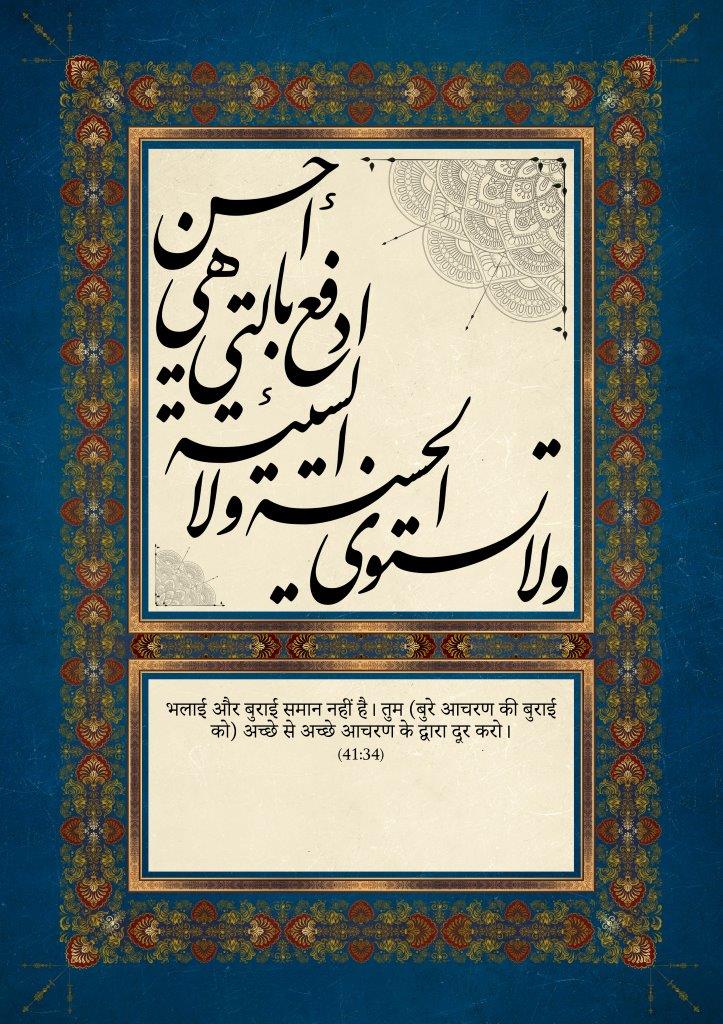 ولا تستوي الحسنة
ولا السيئة
ادفع بالتي هي
أحسن
भलाई और बुराई समान नहीं है। तुम (बुरे आचरण की बुराई
को) अच्छे से अच्छे आचरण के द्वारा दूर करो।
(41:34)